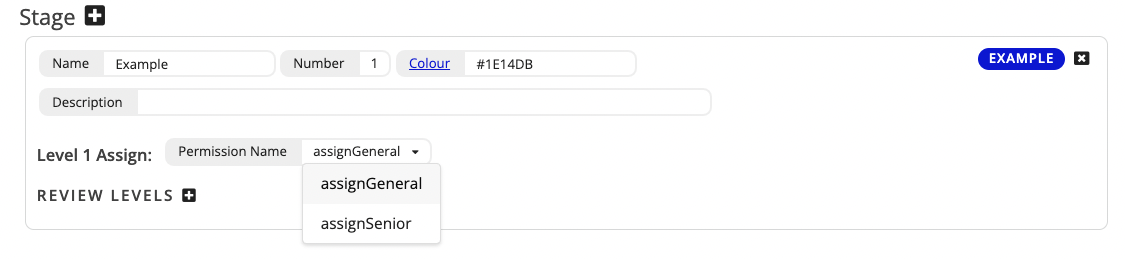 Stage
Name Example Number 1 Colour #1E14DB EXAMPLE
Description
Level 1 Assign: Permission Name assignGeneral
assignGeneral
REVIEW LEVELS
assignSenior